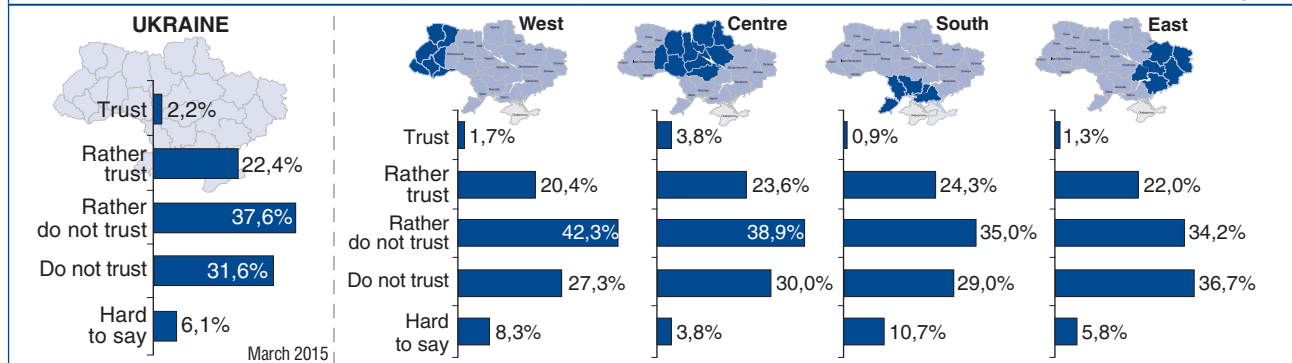 UKRAINE
Trust
2,2%
Rather
trust
22,4%
Rather
do not trust
37,6%
Do not trust
31,6%
Hard
to say
6,1%
March 2015
West
Centre
South
East
Trust
1,7%
3,8%
0,9%
1,3%
Rather
trust
20,4%
23,6%
24,3%
22,0%
Rather
do not trust
42,3%
38,9%
35,0%
34,2%
Do not trust
27,3%
30,0%
29,0%
36,7%
Hard
to say
8,3%
3,8%
10,7%
5,8%